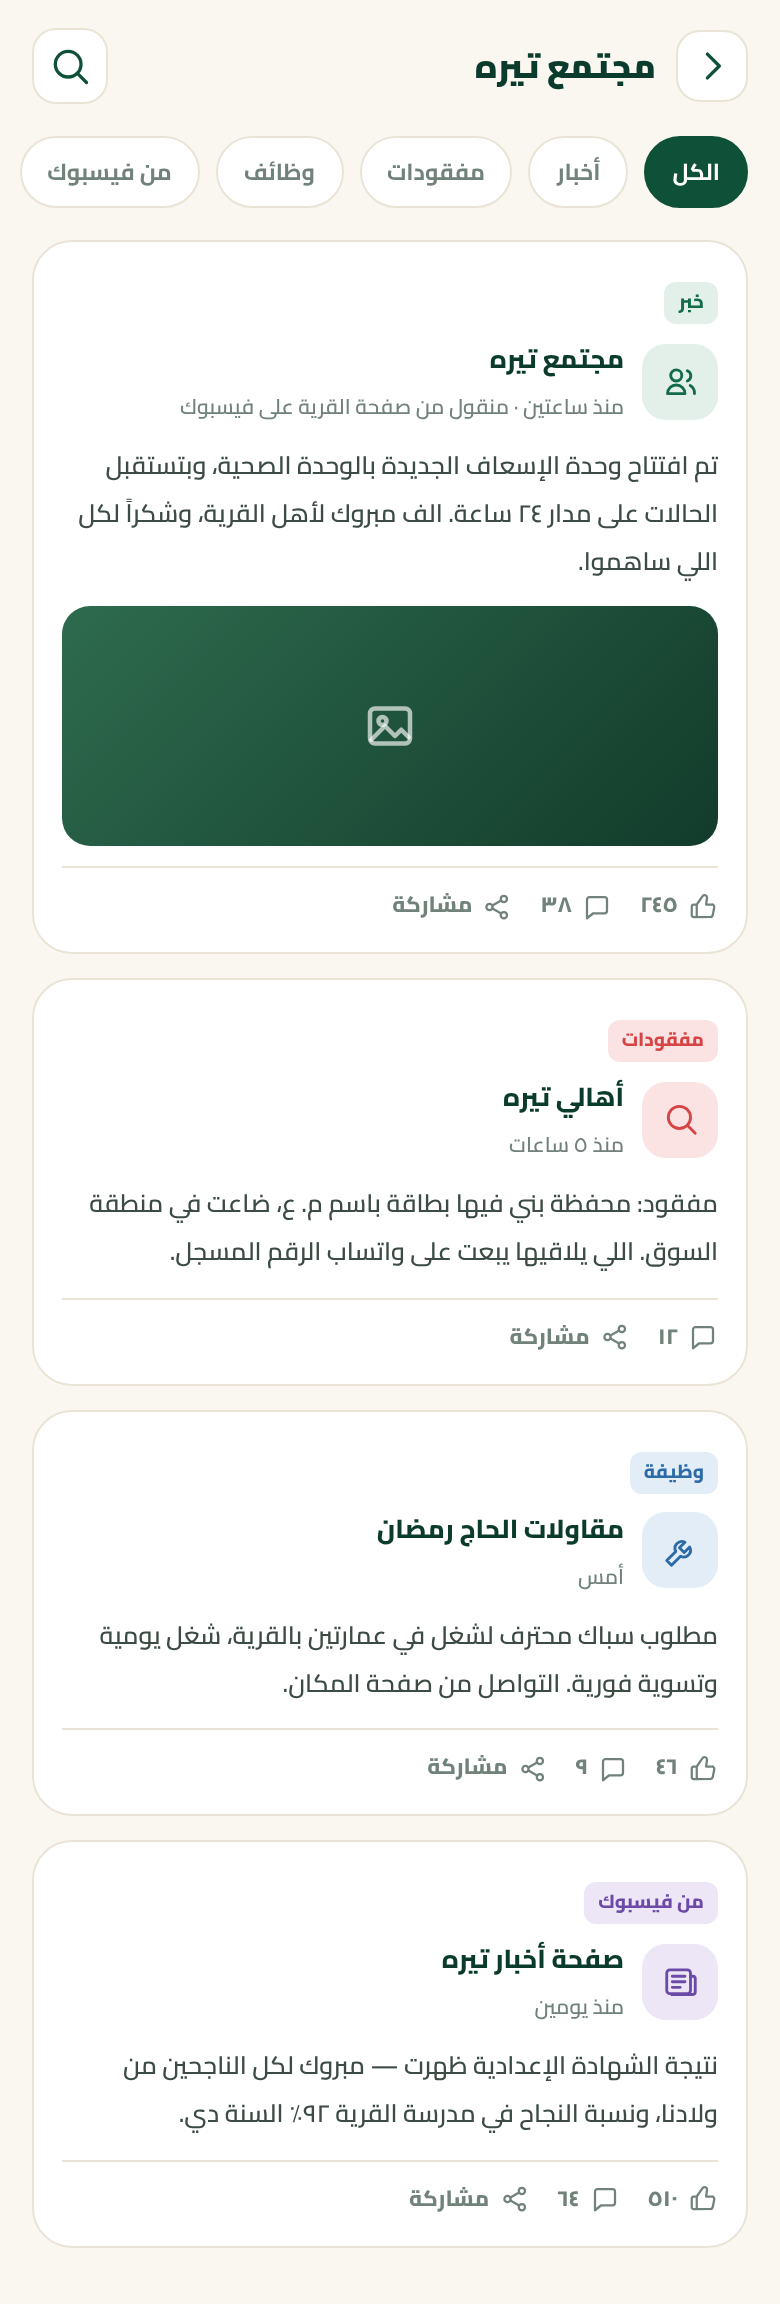 مجتمع تيره
الكل
أخبار
مفقودات
وظائف
من فيسبوك
خبر
مجتمع تيره
منذ ساعتين · منقول من صفحة القرية على فيسبوك
تم افتتاح وحدة الإسعاف الجديدة بالوحدة الصحية، وبتستقبل
الحالات على مدار ٢٤ ساعة. الف مبروك لأهل القرية، وشكراً لكل
اللي ساهموا.
٢٤٥
٣٨
مشاركة
مفقودات
أهالي تيره
منذ ٥ ساعات
مفقود: محفظة بني فيها بطاقة باسم م. ع، ضاعت في منطقة
السوق. اللي يلاقيها يبعت على واتساب الرقم المسجل.
١٢
مشاركة
وظيفة
مقاولات الحاج رمضان
أمس
مطلوب سباك محترف لشغل في عمارتين بالقرية، شغل يومية
وتسوية فورية. التواصل من صفحة المكان.
٤٦
٩
مشاركة
من فيسبوك
صفحة أخبار تيره
منذ يومين
نتيجة الشهادة الإعدادية ظهرت — مبروك لكل الناجحين من
ولادنا، ونسبة النجاح في مدرسة القرية ٩٢٪ السنة دي.
٥١٠
٦٤
مشاركة